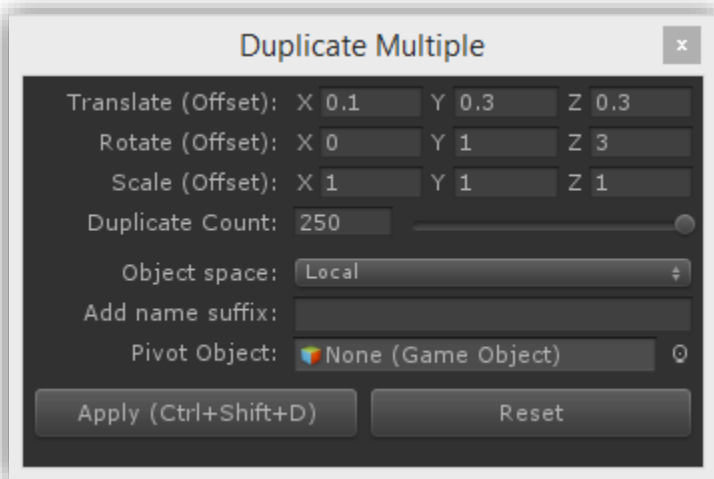 Duplicate Multiple x
Translate (Offset): X 0.1 Y 0.3 Z 0.3
Rotate (Offset): X 0 Y 1 Z 3
Scale (Offset): X 1 Y 1 Z 1
Duplicate Count: 250
Object space: Local
Add name suffix:
Pivot Object: None (Game Object)
Apply (Ctrl+Shift+D) Reset